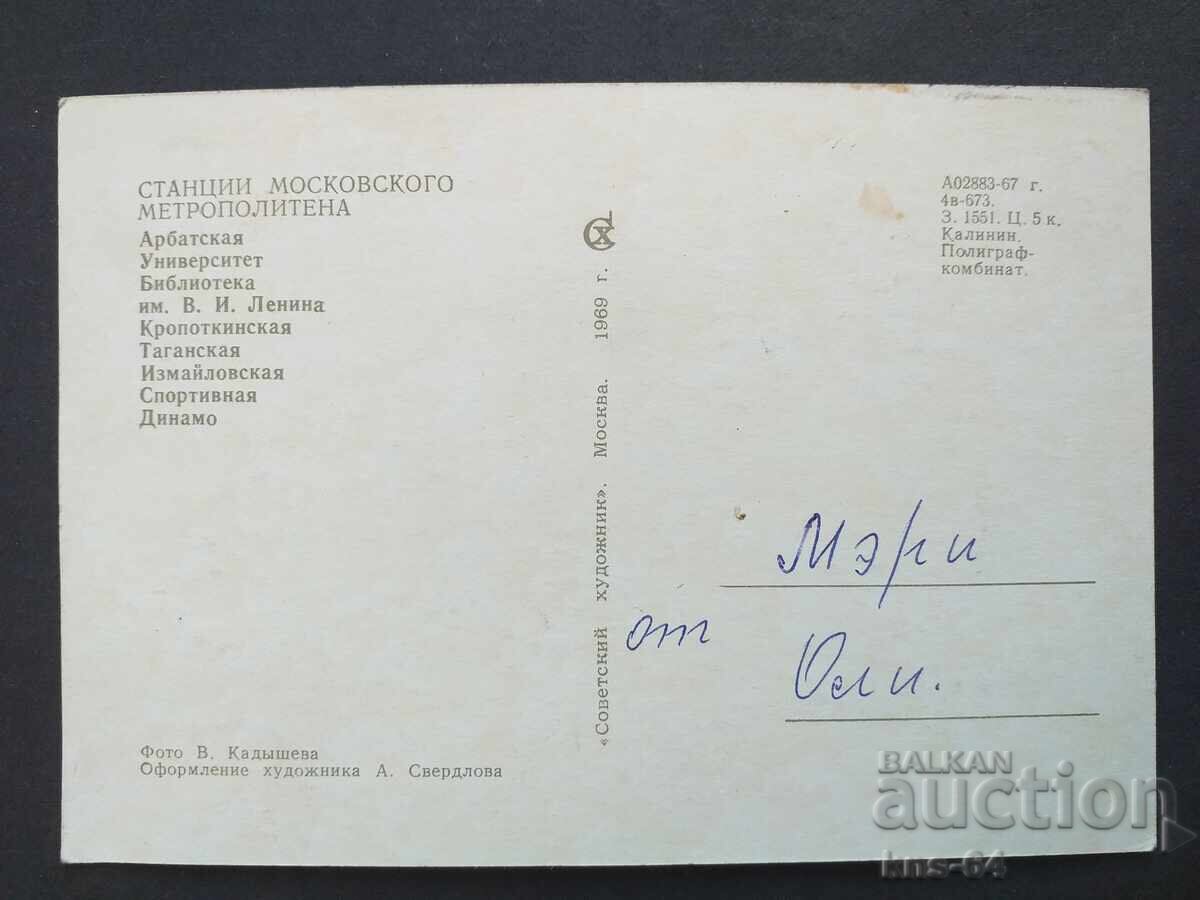 СТАНЦИИ МОСКОВСКОГО
МЕТРОПОЛИТЕНА
Арбатская
Университет
Библиотека
им. В. И. Ленина
Кропоткинская
Таганская
Измайловская
Спортивная
Динамо
Фото В. Кадышева
Оформление художника А. Свердлова
СХ
«Советский художник». Москва. 1969 г.
А02883-67 г.
4в-673.
З. 1551. Ц. 5 к.
Калинин.
Полиграф-
комбинат.
Мэри
от Оли.
BALKAN
auction
kns-64